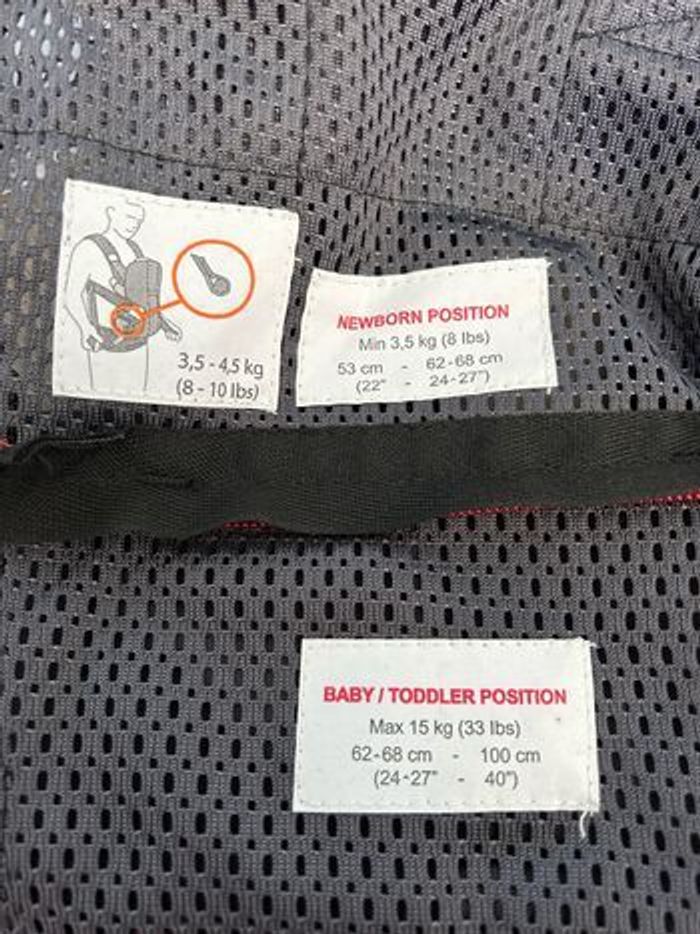 3,5 - 4,5 kg
(8 - 10 lbs)
NEWBORN POSITION
Min 3,5 kg (8 lbs)
53 cm - 62-68 cm
(22" - 24-27")
BABY / TODDLER POSITION
Max 15 kg (33 lbs)
62-68 cm - 100 cm
(24-27" - 40")